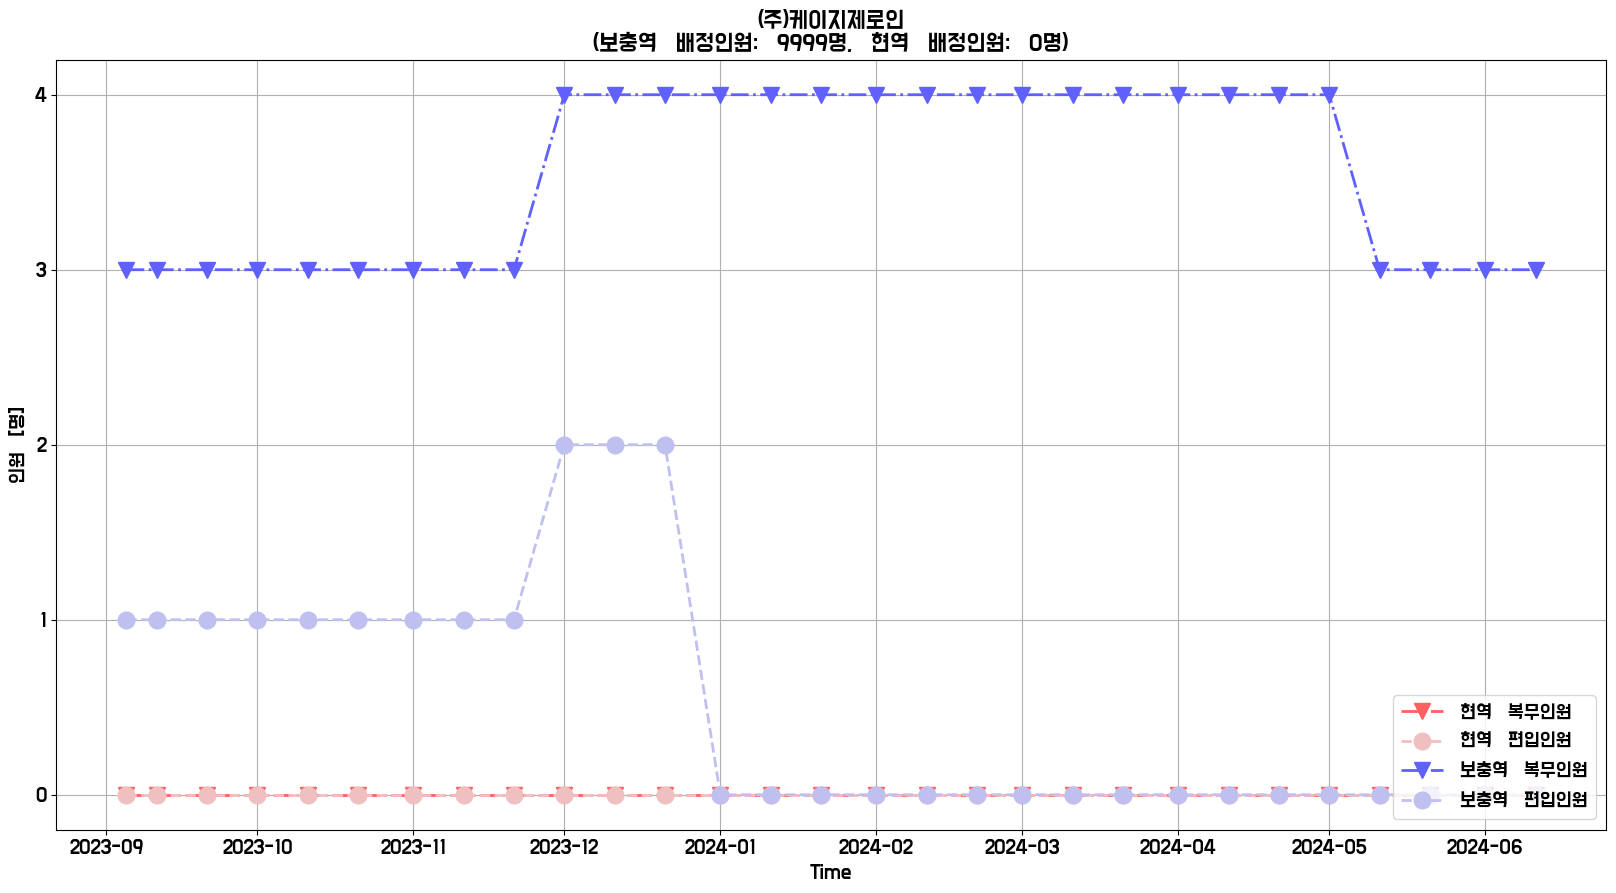 (주)케이지제로인
(보충역 배정인원: 9999명, 현역 배정인원: 0명)
인원 [명]
4
3
2
1
0
현역 복무인원
현역 편입인원
보충역 복무인원
보충역 편입인원
2023-09 2023-10 2023-11 2023-12 2024-01 2024-02 2024-03 2024-04 2024-05 2024-06
Time